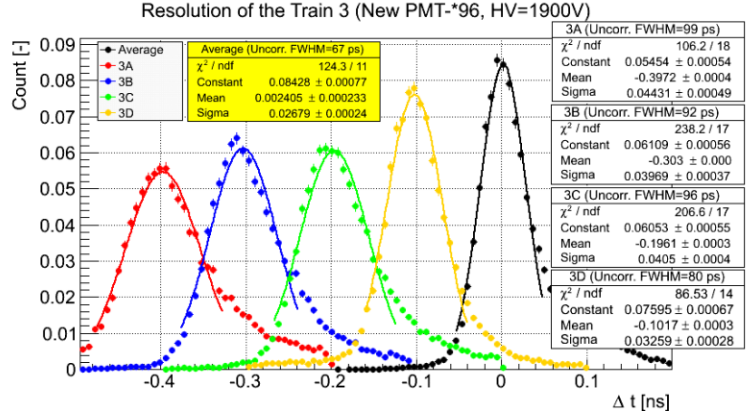 Resolution of the Train 3 (New PMT-*96, HV=1900V)
Count [-]
0.09
0.08
0.07
0.06
0.05
0.04
0.03
0.02
0.01
0
Average
3A
3B
3C
3D
Average (Uncorr. FWHM=67 ps)
χ² / ndf 124.3 / 11
Constant 0.08428 ± 0.00077
Mean 0.002405 ± 0.000233
Sigma 0.02679 ± 0.00024
3A (Uncorr. FWHM=99 ps)
χ² / ndf 106.2 / 18
Constant 0.05454 ± 0.00054
Mean -0.3972 ± 0.0004
Sigma 0.04431 ± 0.00049
3B (Uncorr. FWHM=92 ps)
χ² / ndf 238.2 / 17
Constant 0.06109 ± 0.00056
Mean -0.303 ± 0.000
Sigma 0.03969 ± 0.00037
3C (Uncorr. FWHM=96 ps)
χ² / ndf 206.6 / 17
Constant 0.06053 ± 0.00055
Mean -0.1961 ± 0.0003
Sigma 0.0405 ± 0.0004
3D (Uncorr. FWHM=80 ps)
χ² / ndf 86.53 / 14
Constant 0.07595 ± 0.00067
Mean -0.1017 ± 0.0003
Sigma 0.03259 ± 0.00028
-0.4 -0.3 -0.2 -0.1 0 0.1
Δ t [ns]